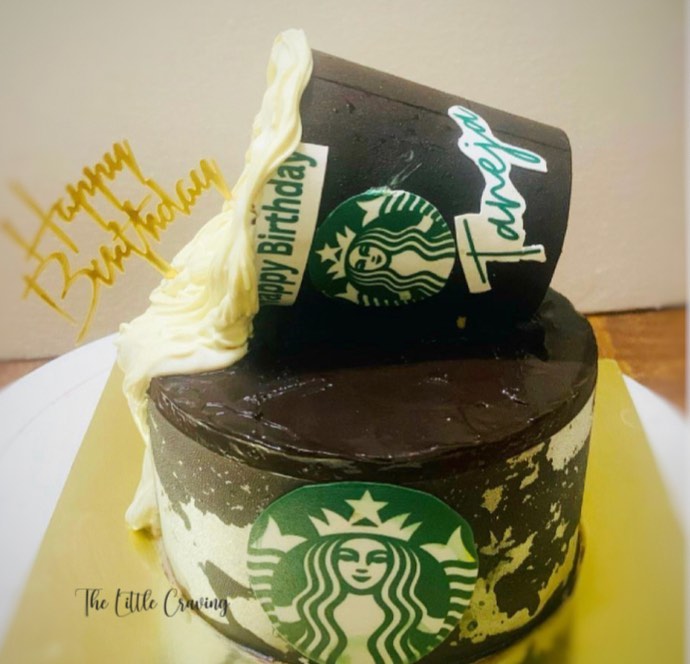 Happy
Birthday
Happy Birthday
Taneja
The Little Craving